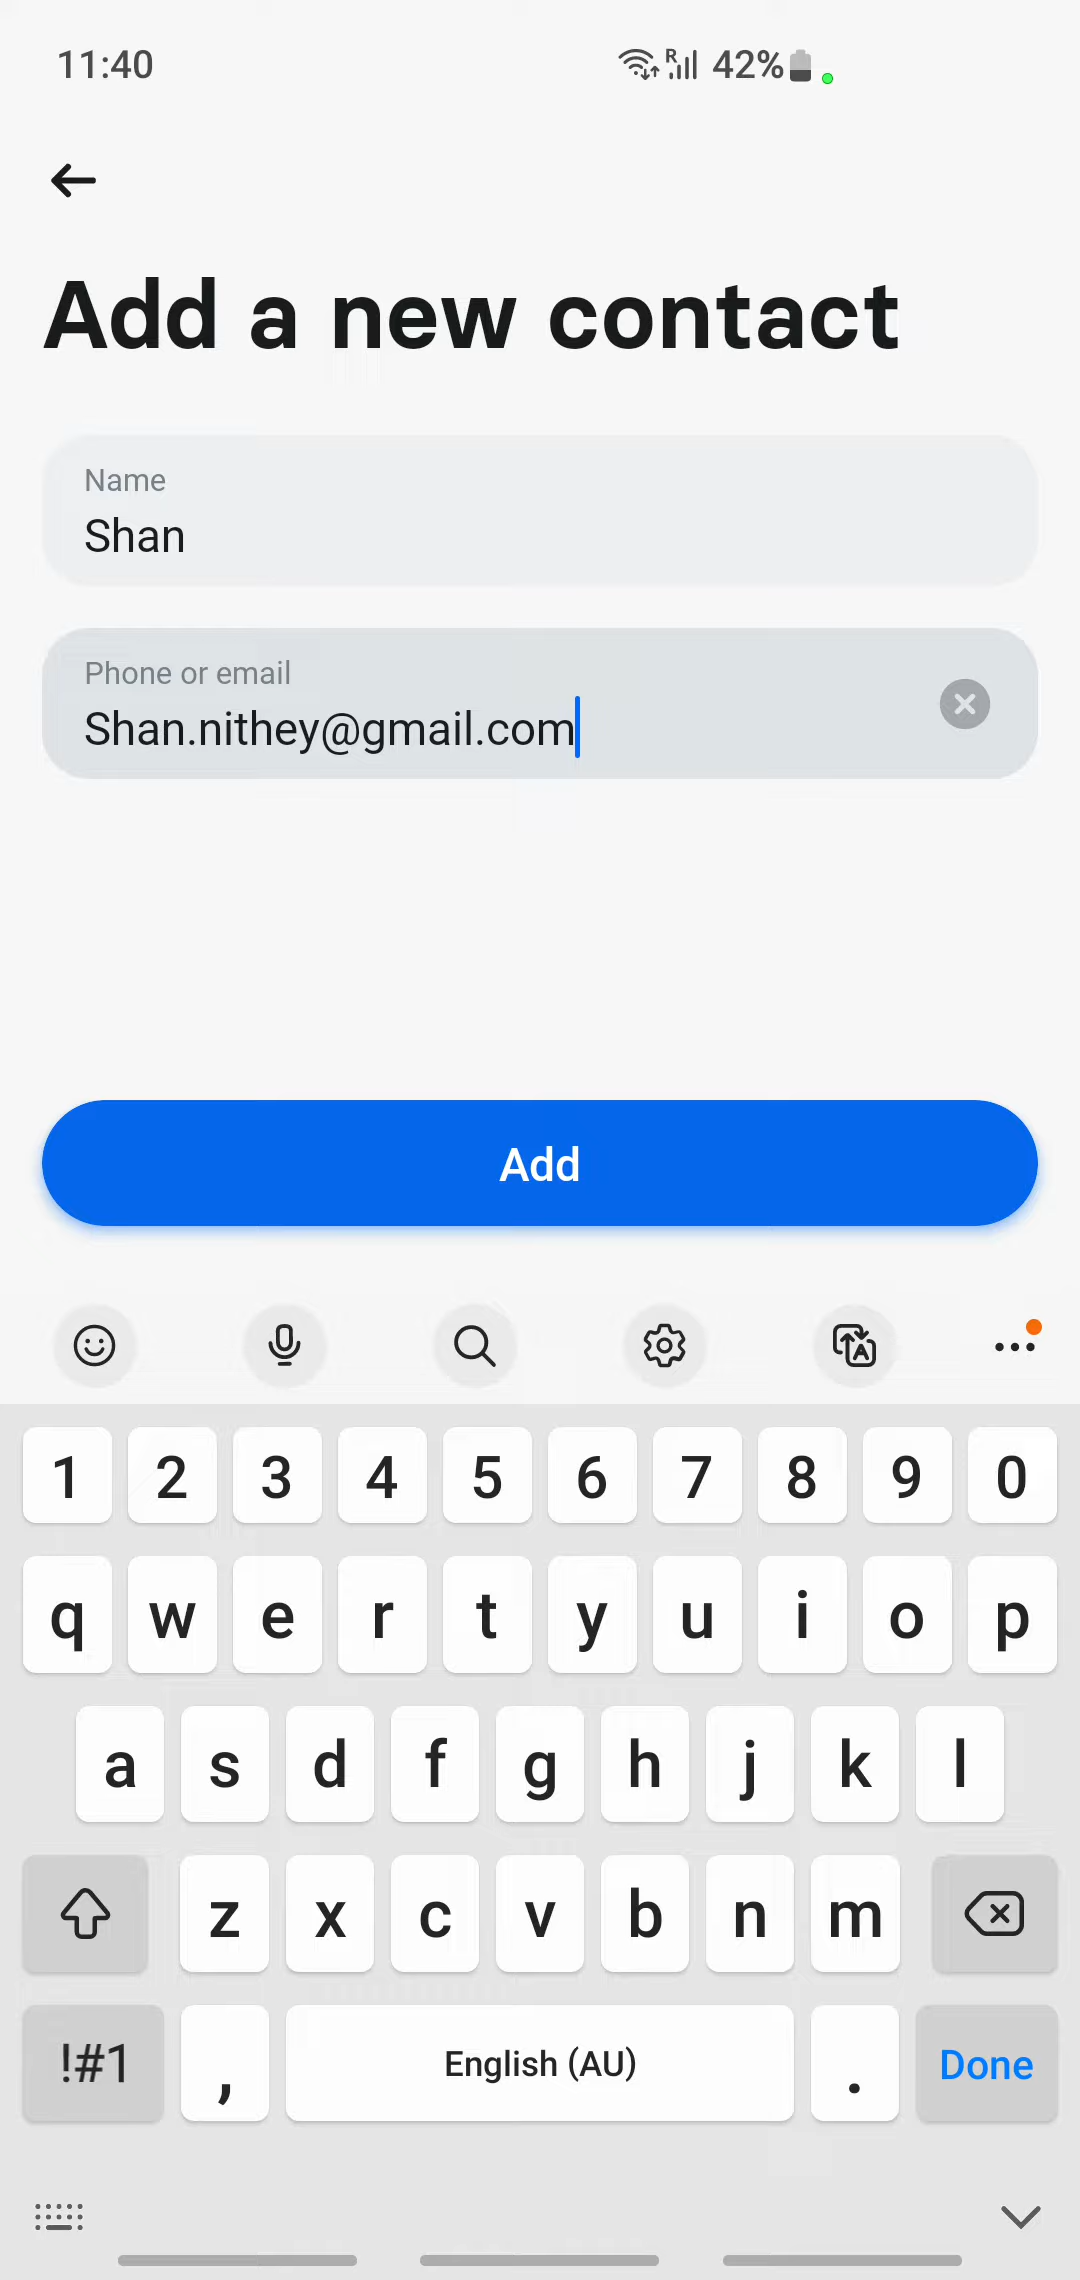 11:40 R 42%
Add a new contact
Name
Shan
Phone or email
Shan.nithey@gmail.com
Add
1 2 3 4 5 6 7 8 9 0
q w e r t y u i o p
a s d f g h j k l
z x c v b n m
!#1 , English (AU) . Done